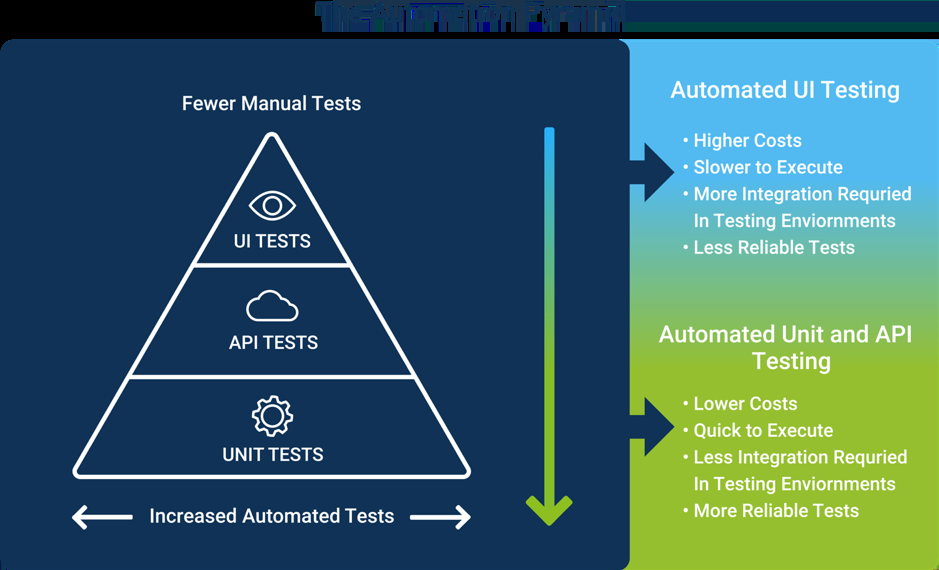 Fewer Manual Tests
UI TESTS
API TESTS
UNIT TESTS
Increased Automated Tests
Automated UI Testing
• Higher Costs
• Slower to Execute
• More Integration Requried
In Testing Enviornments
• Less Reliable Tests
Automated Unit and API
Testing
• Lower Costs
• Quick to Execute
• Less Integration Requried
In Testing Enviornments
• More Reliable Tests